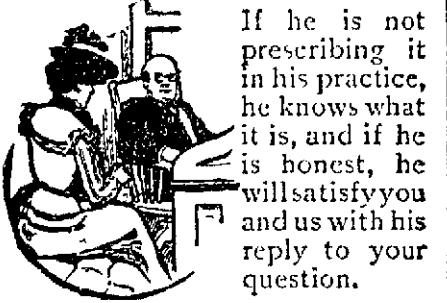 If he is not
prescribing it
in his practice,
he knows what
it is, and if he
is honest, he
will satisfy you
and us with his
reply to your
question.